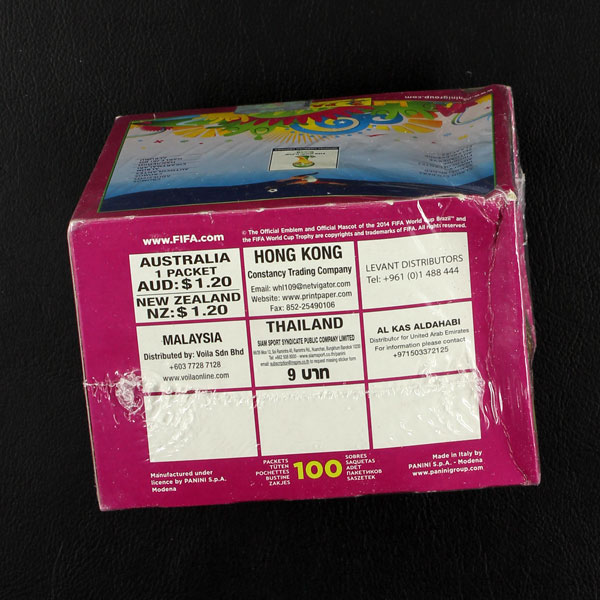 www.paninigroup.com
www.FIFA.com
© The Official Emblem and Official Mascot of the 2014 FIFA World Cup Brazil™ and
the FIFA World Cup Trophy are copyrights and trademarks of FIFA. All rights reserved.
AUSTRALIA
1 PACKET
AUD: $1.20
NEW ZEALAND
NZ: $1.20
HONG KONG
Constancy Trading Company
Email: whl109@netvigator.com
Website: www.printpaper.com
Fax: 852-25490106
LEVANT DISTRIBUTORS
Tel: +961 (0)1 488 444
MALAYSIA
Distributed by: Voila Sdn Bhd
+603 7728 7128
www.voilaonline.com
THAILAND
SIAM SPORT SYNDICATE PUBLIC COMPANY LIMITED
9 บาท
AL KAS ALDAHABI
Distributor for United Arab Emirates
For information please contact
+971503372125
Manufactured under
licence by PANINI S.p.A.
Modena
PACKETS
TÜTEN
POCHETTES
BUSTINE
ZAKJES
100
SOBRES
SAQUETAS
ADET
ПАКЕТИКОВ
SASZETEK
Made in Italy by
PANINI S.p.A. - Modena
www.paninigroup.com